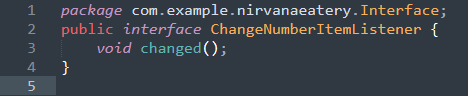 1 package com.example.nirvanaeatery.Interface;
2 public interface ChangeNumberItemListener {
3     void changed();
4 }
5